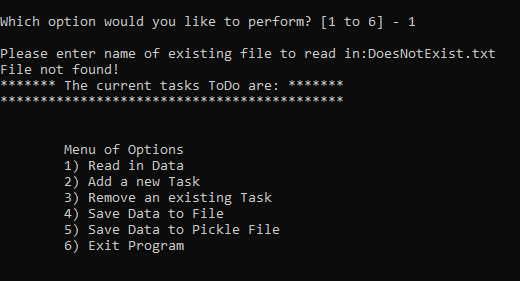 Which option would you like to perform? [1 to 6] - 1
Please enter name of existing file to read in:DoesNotExist.txt
File not found!
******* The current tasks ToDo are: *******
*******************************************
Menu of Options
1) Read in Data
2) Add a new Task
3) Remove an existing Task
4) Save Data to File
5) Save Data to Pickle File
6) Exit Program